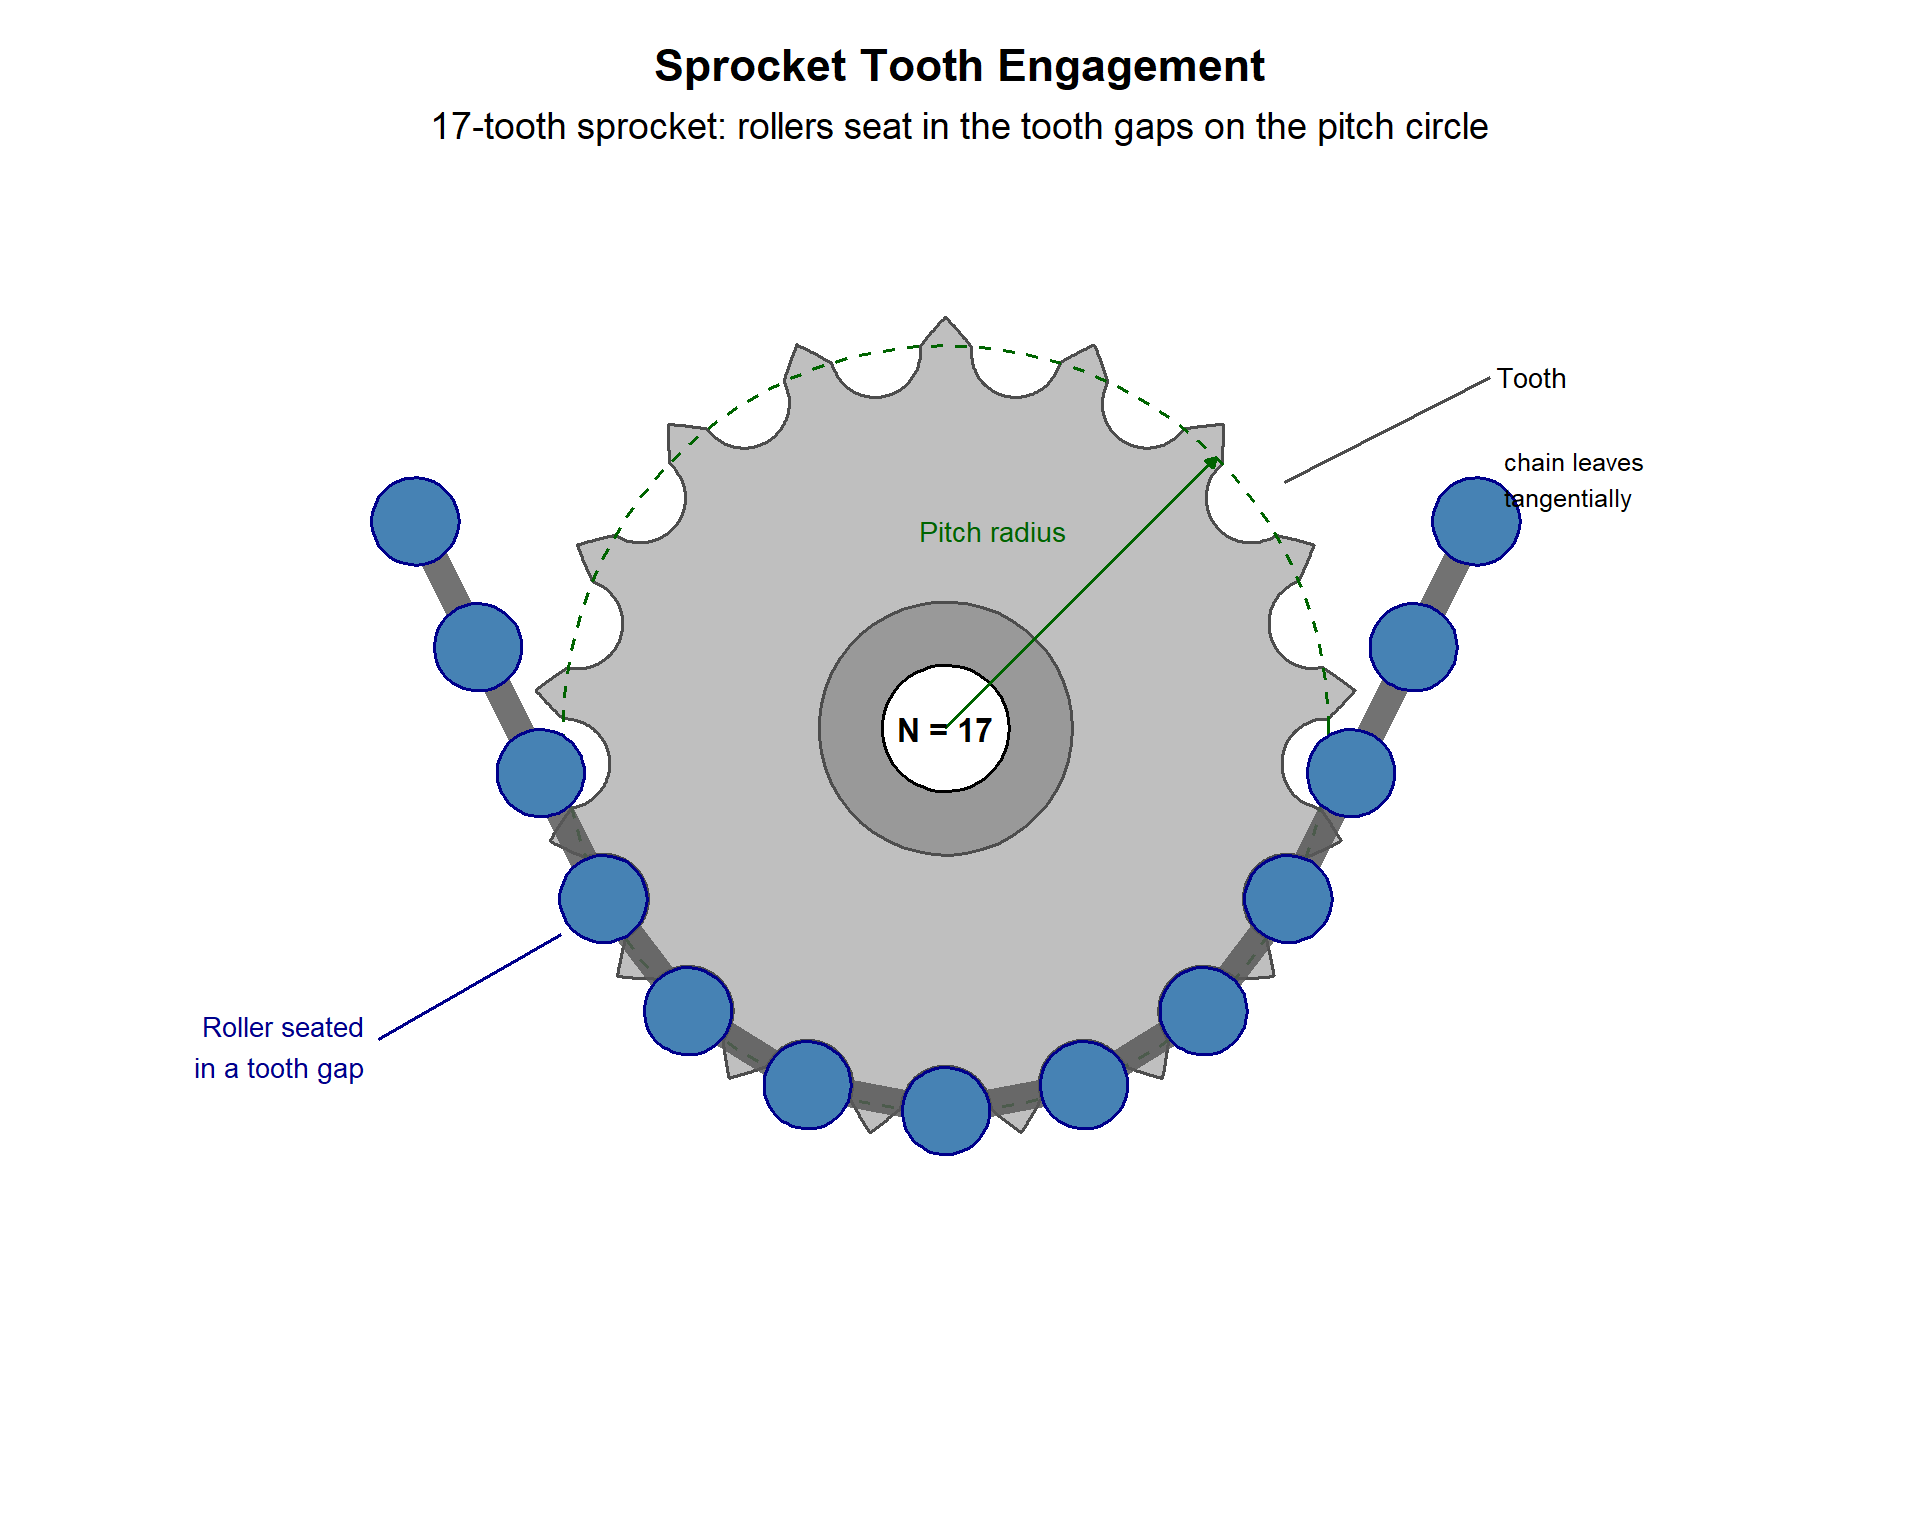 Sprocket Tooth Engagement
17-tooth sprocket: rollers seat in the tooth gaps on the pitch circle
Tooth
chain leaves
tangentially
Pitch radius
N = 17
Roller seated
in a tooth gap